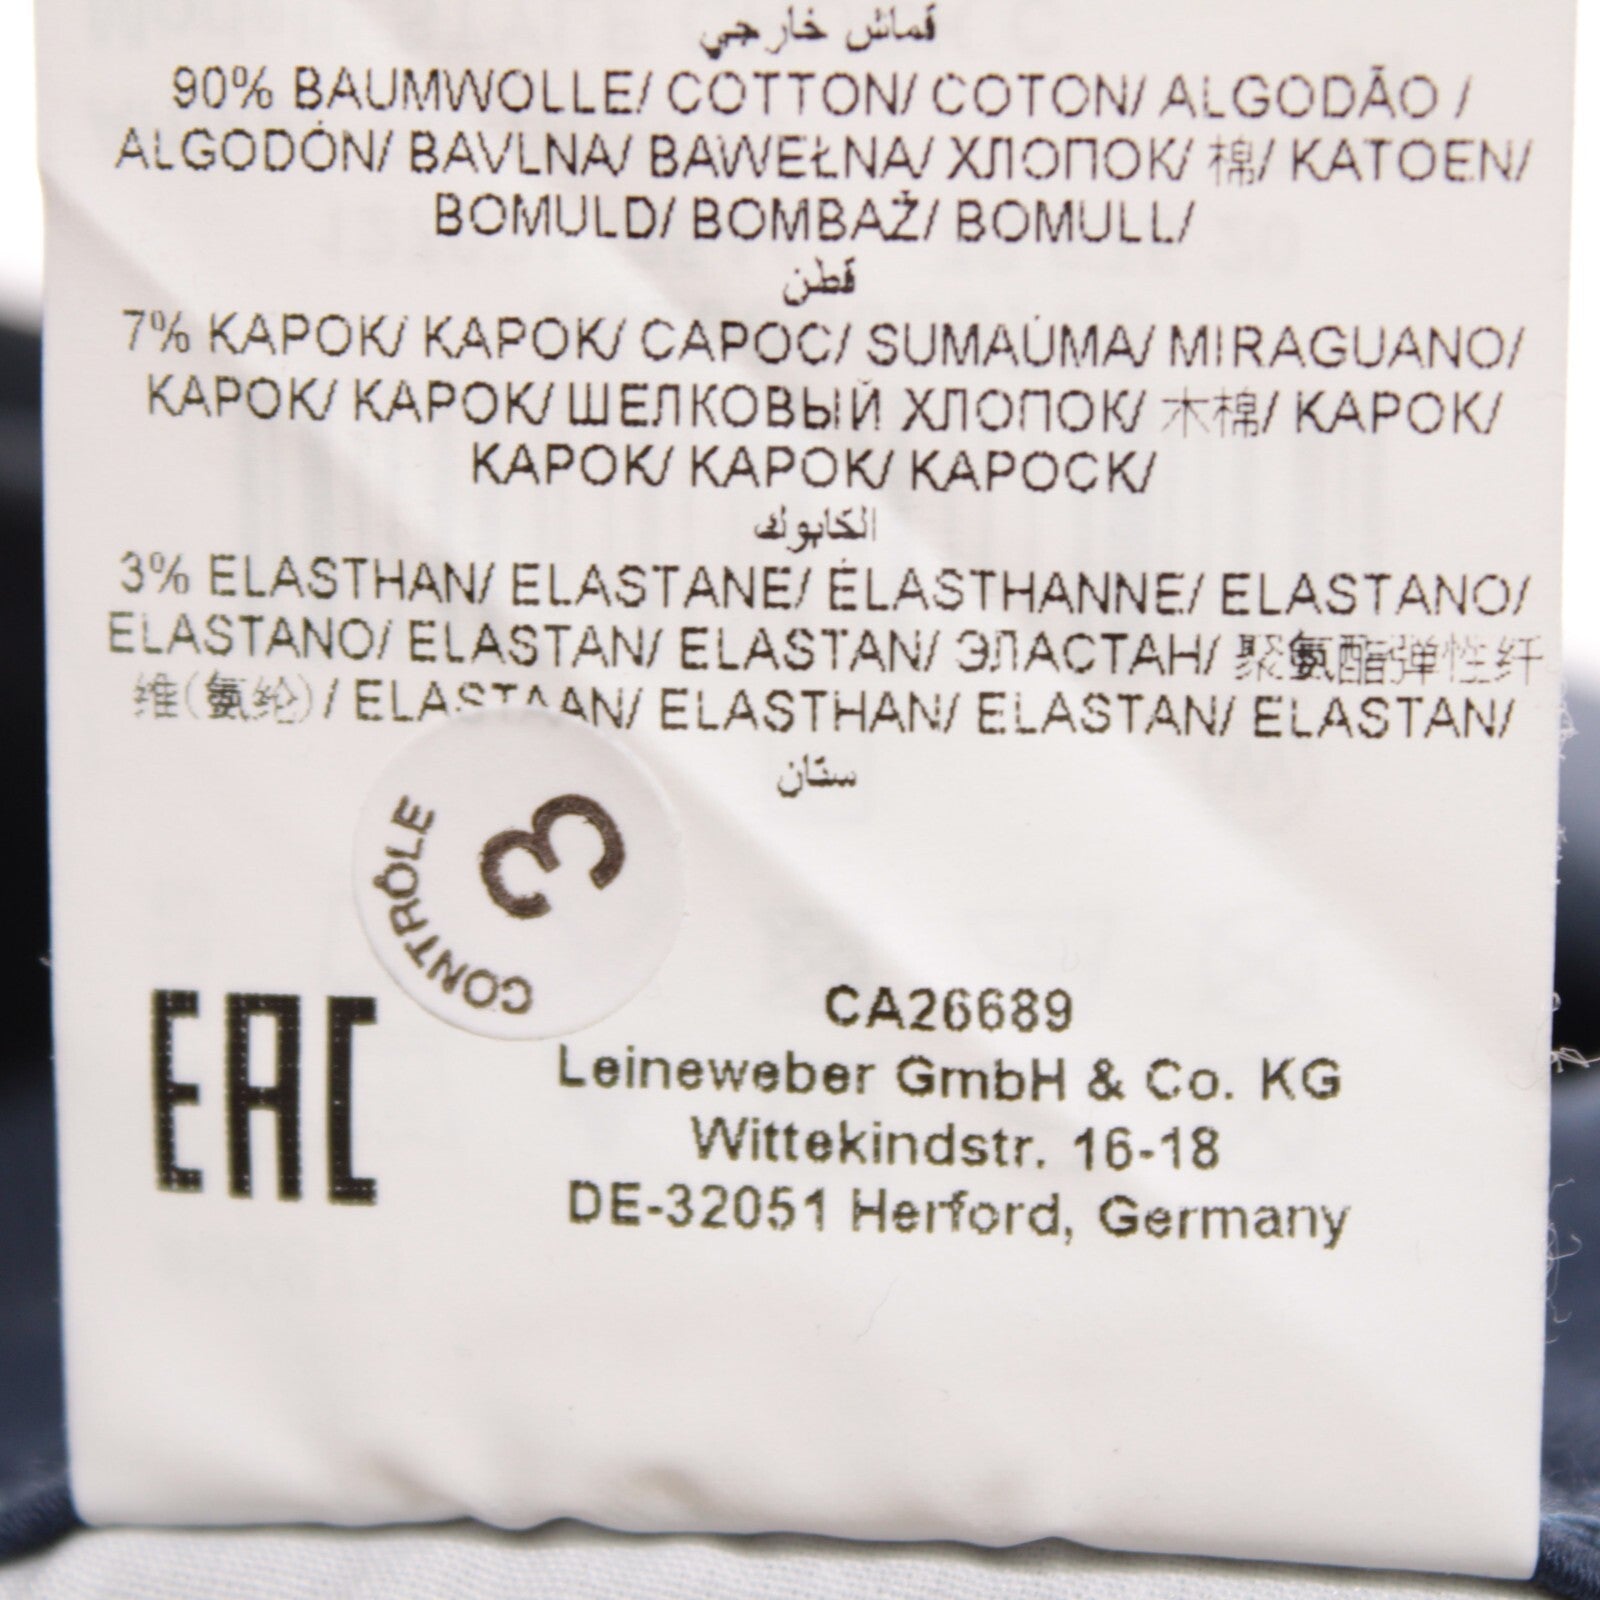 قماش خارجي
90% BAUMWOLLE/ COTTON/ COTON/ ALGODÃO /
ALGODÓN/ BAVLNA/ BAWEŁNA/ ХЛОПОК/ 棉/ KATOEN/
BOMULD/ BOMBAŽ/ BOMULL/
قطن
7% KAPOK/ KAPOK/ CAPOC/ SUMAÚMA/ MIRAGUANO/
KAPOK/ KAPOK/ ШЕЛКОВЫЙ ХЛОПОК/ 木棉/ KAPOK/
KAPOK/ KAPOK/ KAPOCK/
الكابوك
3% ELASTHAN/ ELASTANE/ ÉLASTHANNE/ ELASTANO/
ELASTANO/ ELASTAN/ ELASTAN/ ЭЛАСТАН/ 聚氨酯弹性纤
维(氨纶)/ ELASTAAN/ ELASTHAN/ ELASTAN/ ELASTAN/
ستان
CONTRÔLE
3
EAC
CA26689
Leineweber GmbH & Co. KG
Wittekindstr. 16-18
DE-32051 Herford, Germany